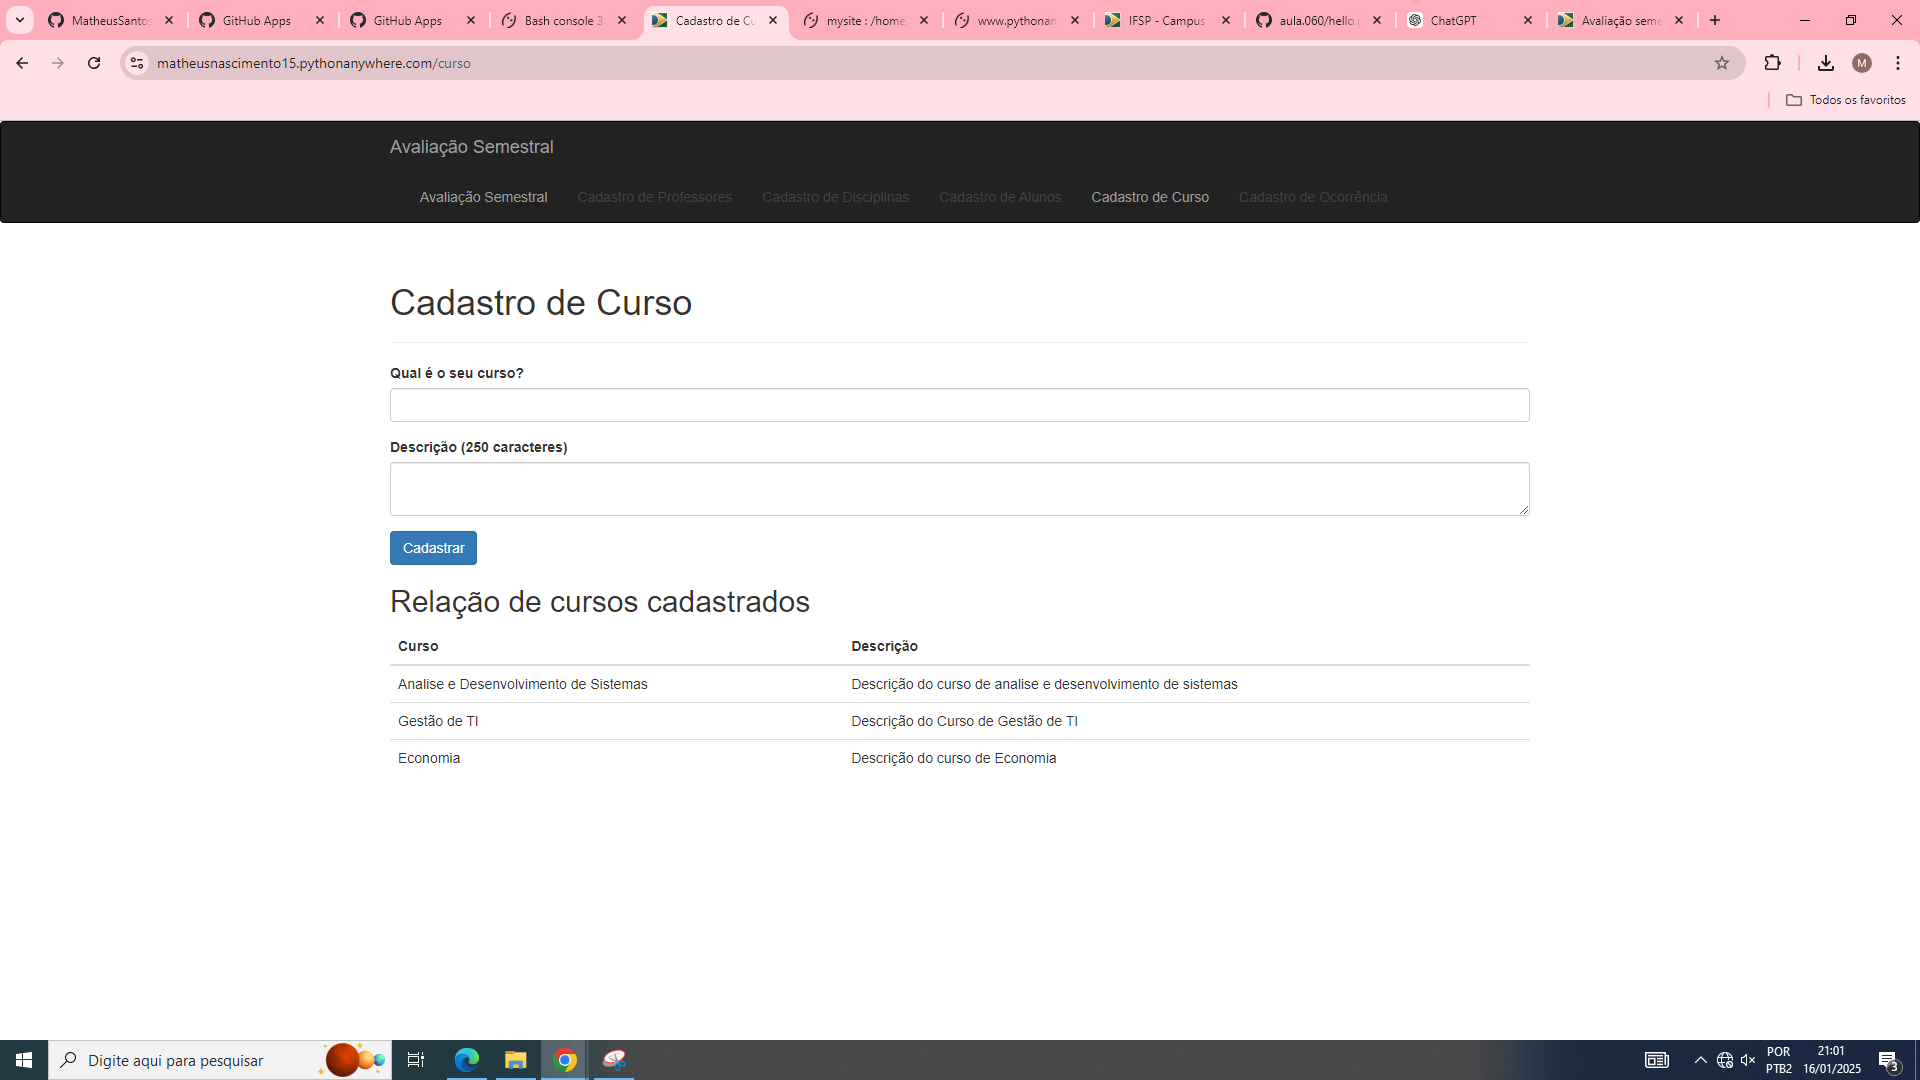 MatheusSantos
GitHub Apps
GitHub Apps
Bash console 3
Cadastro de Cu
mysite : /home
www.pythonan
IFSP - Campus
aula.060/hello.
ChatGPT
Avaliação seme
matheusnascimento15.pythonanywhere.com/curso
M
Todos os favoritos
Avaliação Semestral
Avaliação Semestral Cadastro de Professores Cadastro de Disciplinas Cadastro de Alunos Cadastro de Curso Cadastro de Ocorrência
Cadastro de Curso
Qual é o seu curso?
Descrição (250 caracteres)
Cadastrar
Relação de cursos cadastrados
Curso Descrição
Analise e Desenvolvimento de Sistemas Descrição do curso de analise e desenvolvimento de sistemas
Gestão de TI Descrição do Curso de Gestão de TI
Economia Descrição do curso de Economia
Digite aqui para pesquisar
POR
PTB2
21:01
16/01/2025
3